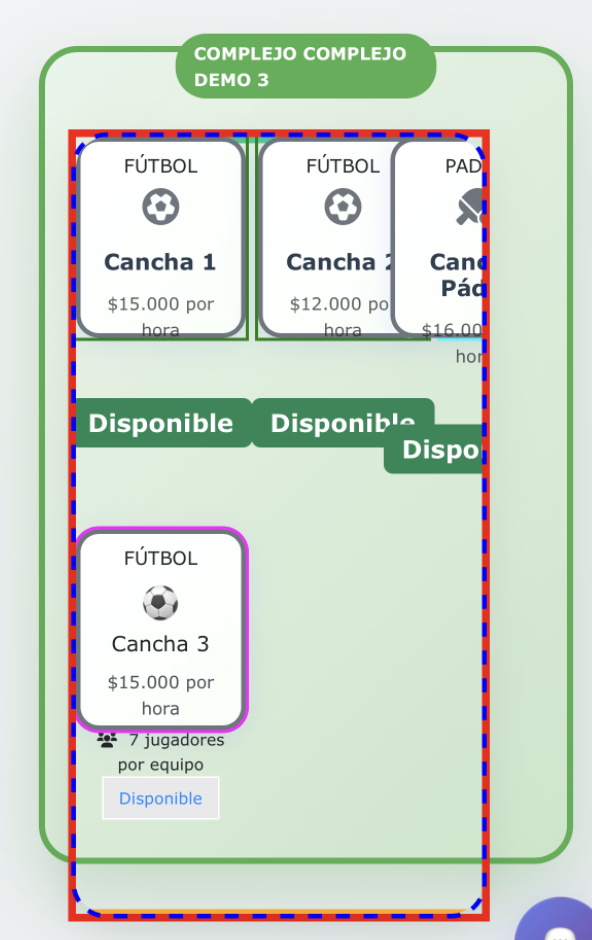 COMPLEJO COMPLEJO
DEMO 3
FÚTBOL
Cancha 1
$15.000 por
hora
FÚTBOL
Cancha 2
$12.000 po
hora
PAD
Canc
Pád
$16.00
hor
Disponible
Disponible
Dispo
FÚTBOL
Cancha 3
$15.000 por
hora
7 jugadores
por equipo
Disponible